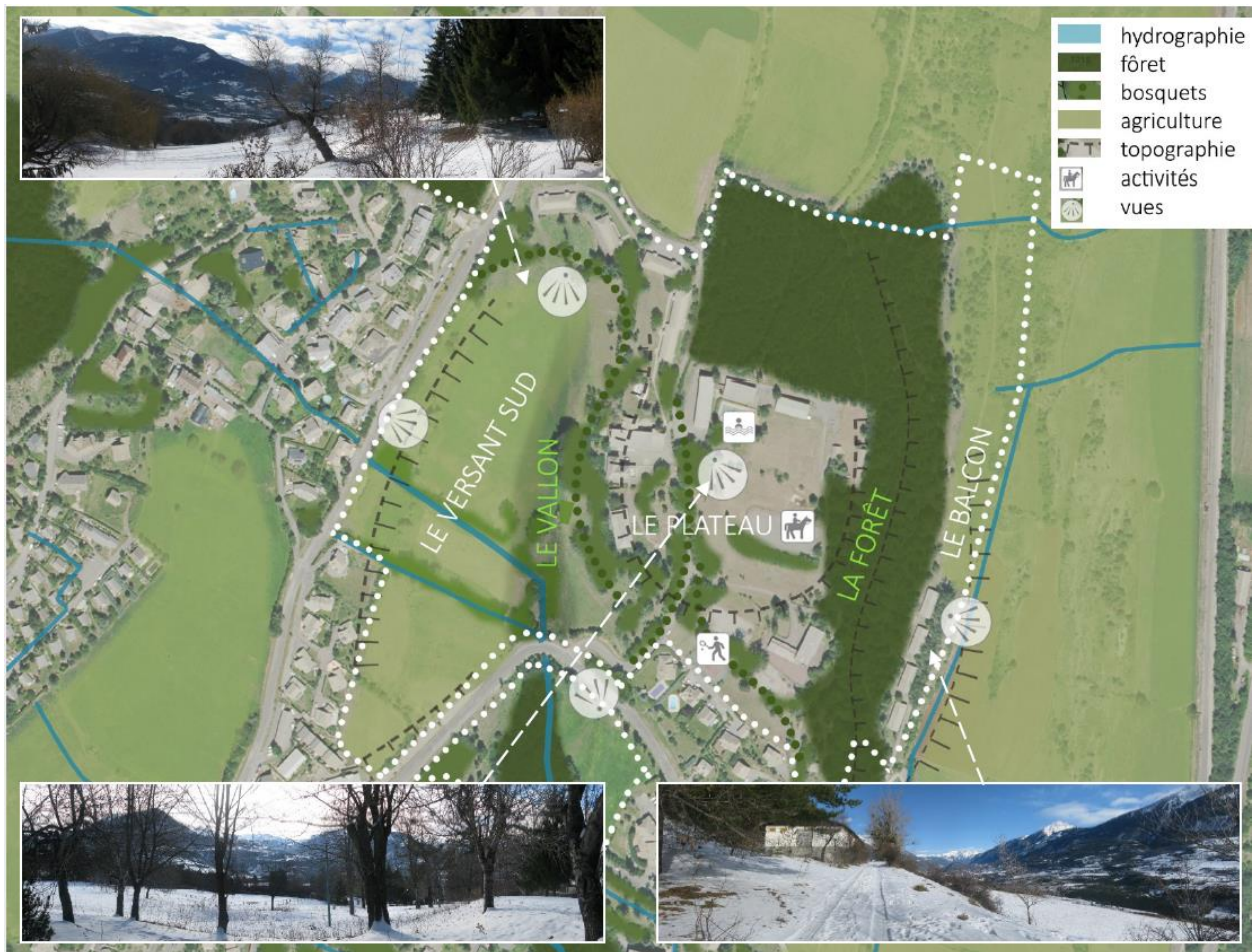 hydrographie
fôret
bosquets
agriculture
topographie
activités
vues
LE VERSANT SUD
LE VALLON
LE PLATEAU
LA FORÊT
LE BALCON